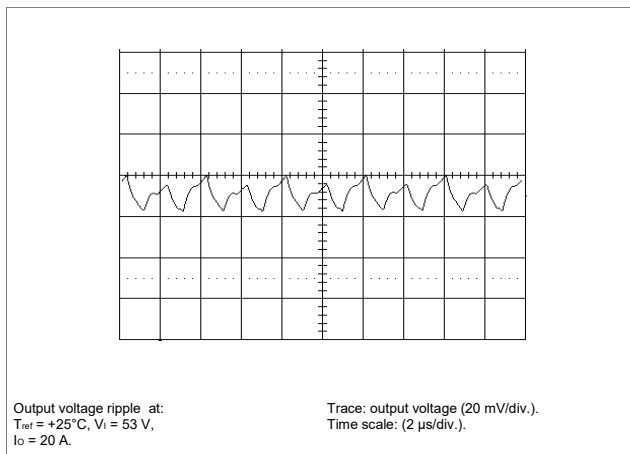 Output voltage ripple at:
Tref = +25°C, VI = 53 V,
IO = 20 A.
Trace: output voltage (20 mV/div.).
Time scale: (2 µs/div.).